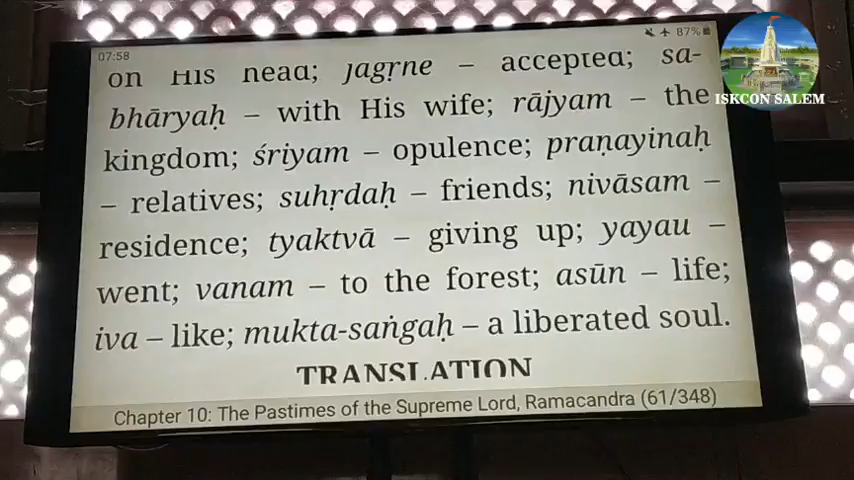 07:58
87%
on His head; jagṛhe – accepted; sa-
bhāryaḥ – with His wife; rājyam – the
kingdom; śriyam – opulence; praṇayinaḥ
– relatives; suhṛdaḥ – friends; nivāsam –
residence; tyaktvā – giving up; yayau –
went; vanam – to the forest; asūn – life;
iva – like; mukta-saṅgaḥ – a liberated soul.
TRANSLATION
Chapter 10: The Pastimes of the Supreme Lord, Ramacandra (61/348)
ISKCON SALEM